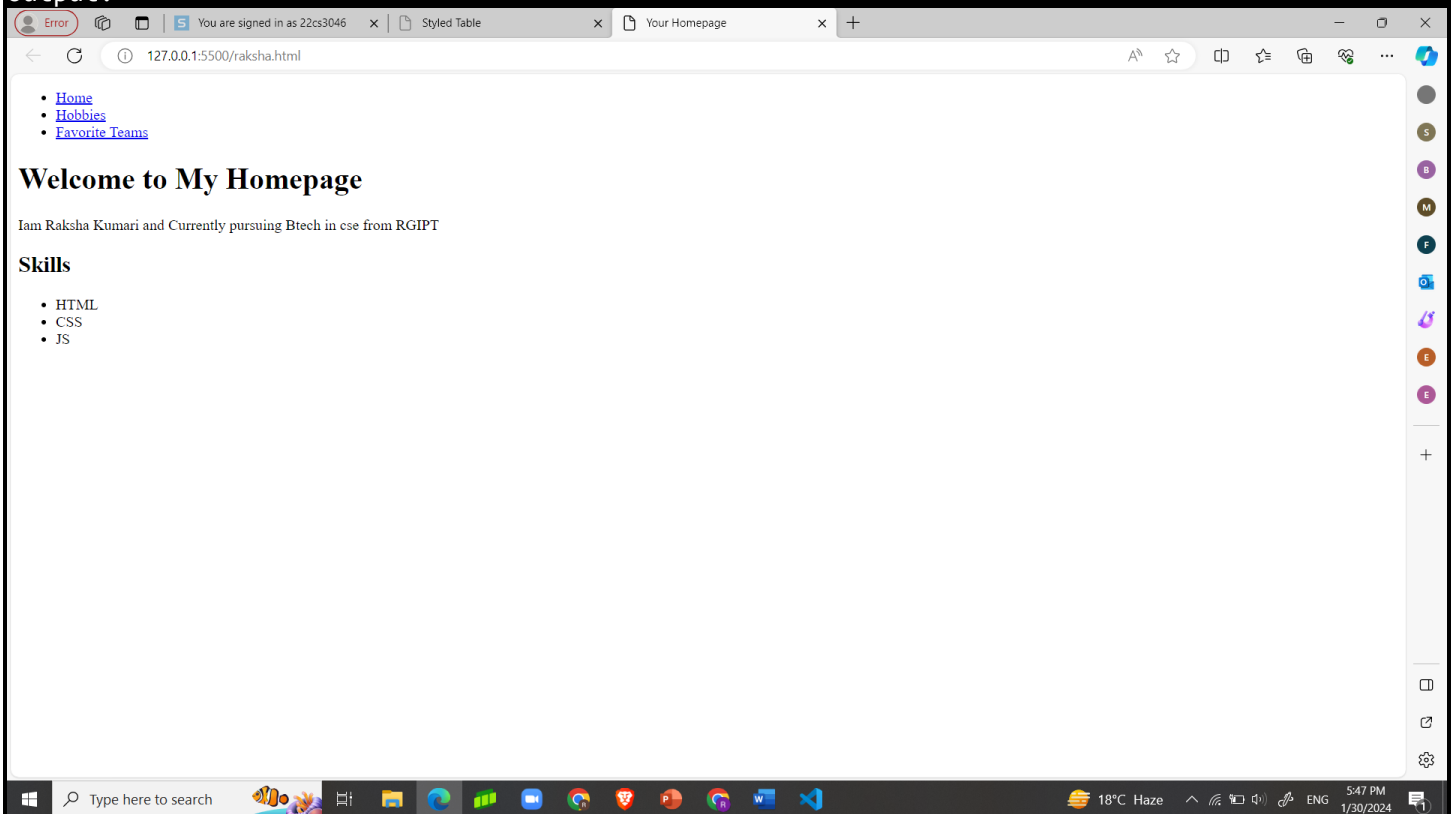 Error
You are signed in as 22cs3046
Styled Table
Your Homepage
127.0.0.1:5500/raksha.html
Home
Hobbies
Favorite Teams
Welcome to My Homepage
Iam Raksha Kumari and Currently pursuing Btech in cse from RGIPT
Skills
HTML
CSS
JS
S
B
M
F
E
E
Type here to search
18°C Haze
ENG
5:47 PM
1/30/2024